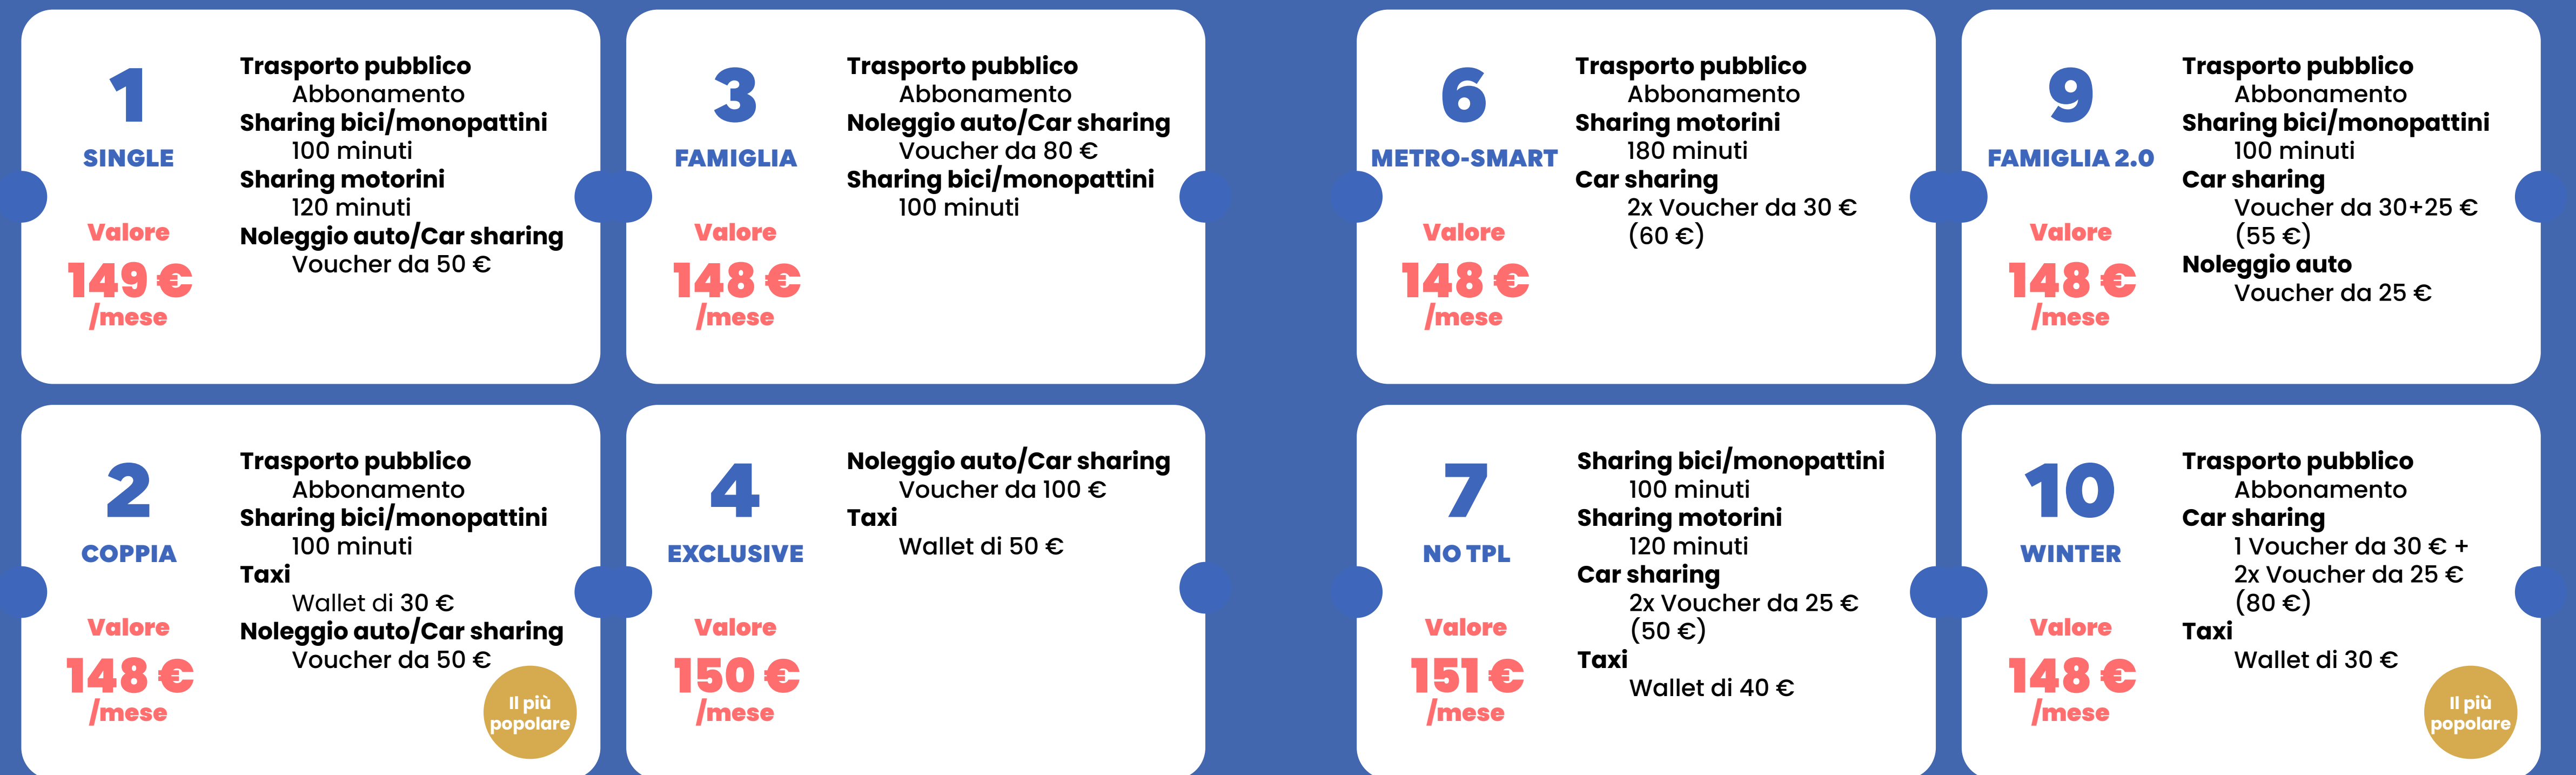 1
SINGLE
Valore
149 €
/mese
Trasporto pubblico
Abbonamento
Sharing bici/monopattini
100 minuti
Sharing motorini
120 minuti
Noleggio auto/Car sharing
Voucher da 50 €
3
FAMIGLIA
Valore
148 €
/mese
Trasporto pubblico
Abbonamento
Noleggio auto/Car sharing
Voucher da 80 €
Sharing bici/monopattini
100 minuti
6
METRO-SMART
Valore
148 €
/mese
Trasporto pubblico
Abbonamento
Sharing motorini
180 minuti
Car sharing
2x Voucher da 30 €
(60 €)
9
FAMIGLIA 2.0
Valore
148 €
/mese
Trasporto pubblico
Abbonamento
Sharing bici/monopattini
100 minuti
Car sharing
Voucher da 30+25 €
(55 €)
Noleggio auto
Voucher da 25 €
2
COPPIA
Valore
148 €
/mese
Trasporto pubblico
Abbonamento
Sharing bici/monopattini
100 minuti
Taxi
Wallet di 30 €
Noleggio auto/Car sharing
Voucher da 50 €
Il più
popolare
4
EXCLUSIVE
Valore
150 €
/mese
Noleggio auto/Car sharing
Voucher da 100 €
Taxi
Wallet di 50 €
7
NO TPL
Valore
151 €
/mese
Sharing bici/monopattini
100 minuti
Sharing motorini
120 minuti
Car sharing
2x Voucher da 25 €
(50 €)
Taxi
Wallet di 40 €
10
WINTER
Valore
148 €
/mese
Trasporto pubblico
Abbonamento
Car sharing
1 Voucher da 30 € +
2x Voucher da 25 €
(80 €)
Taxi
Wallet di 30 €
Il più
popolare